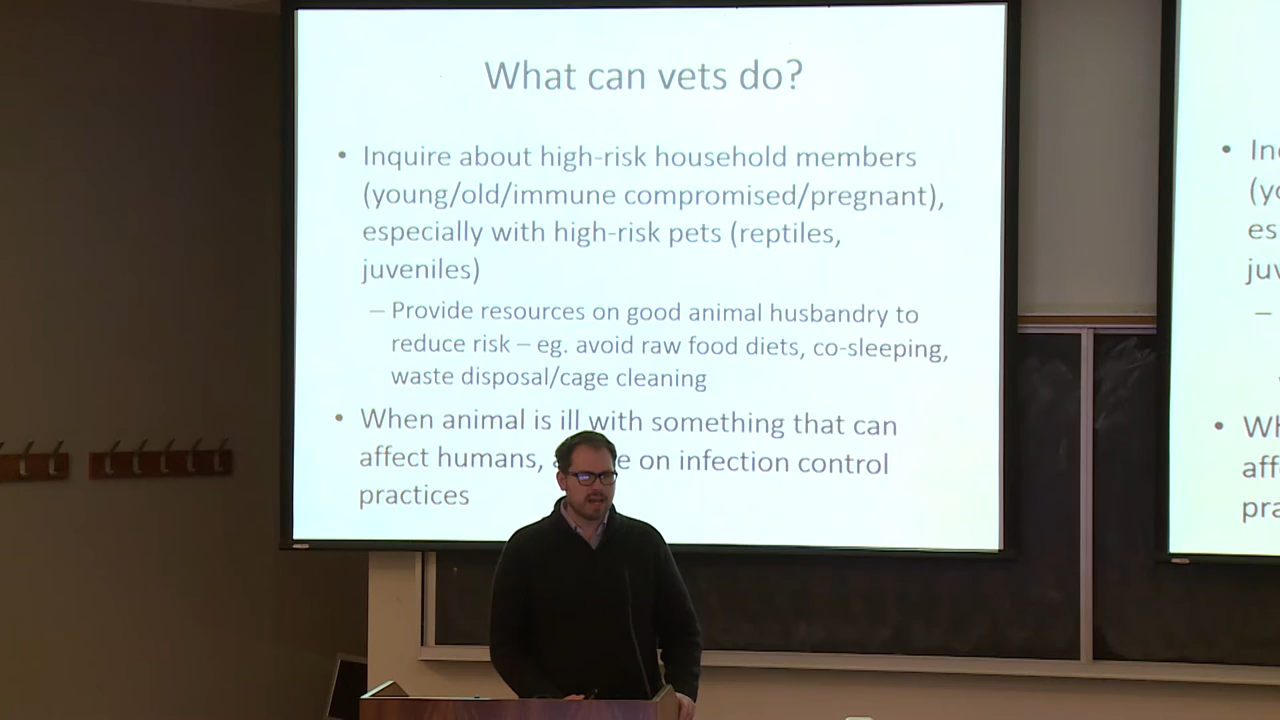 What can vets do?
• Inquire about high-risk household members
(young/old/immune compromised/pregnant),
especially with high-risk pets (reptiles,
juveniles)
– Provide resources on good animal husbandry to
reduce risk – eg. avoid raw food diets, co-sleeping,
waste disposal/cage cleaning
• When animal is ill with something that can
affect humans, on infection control
practices